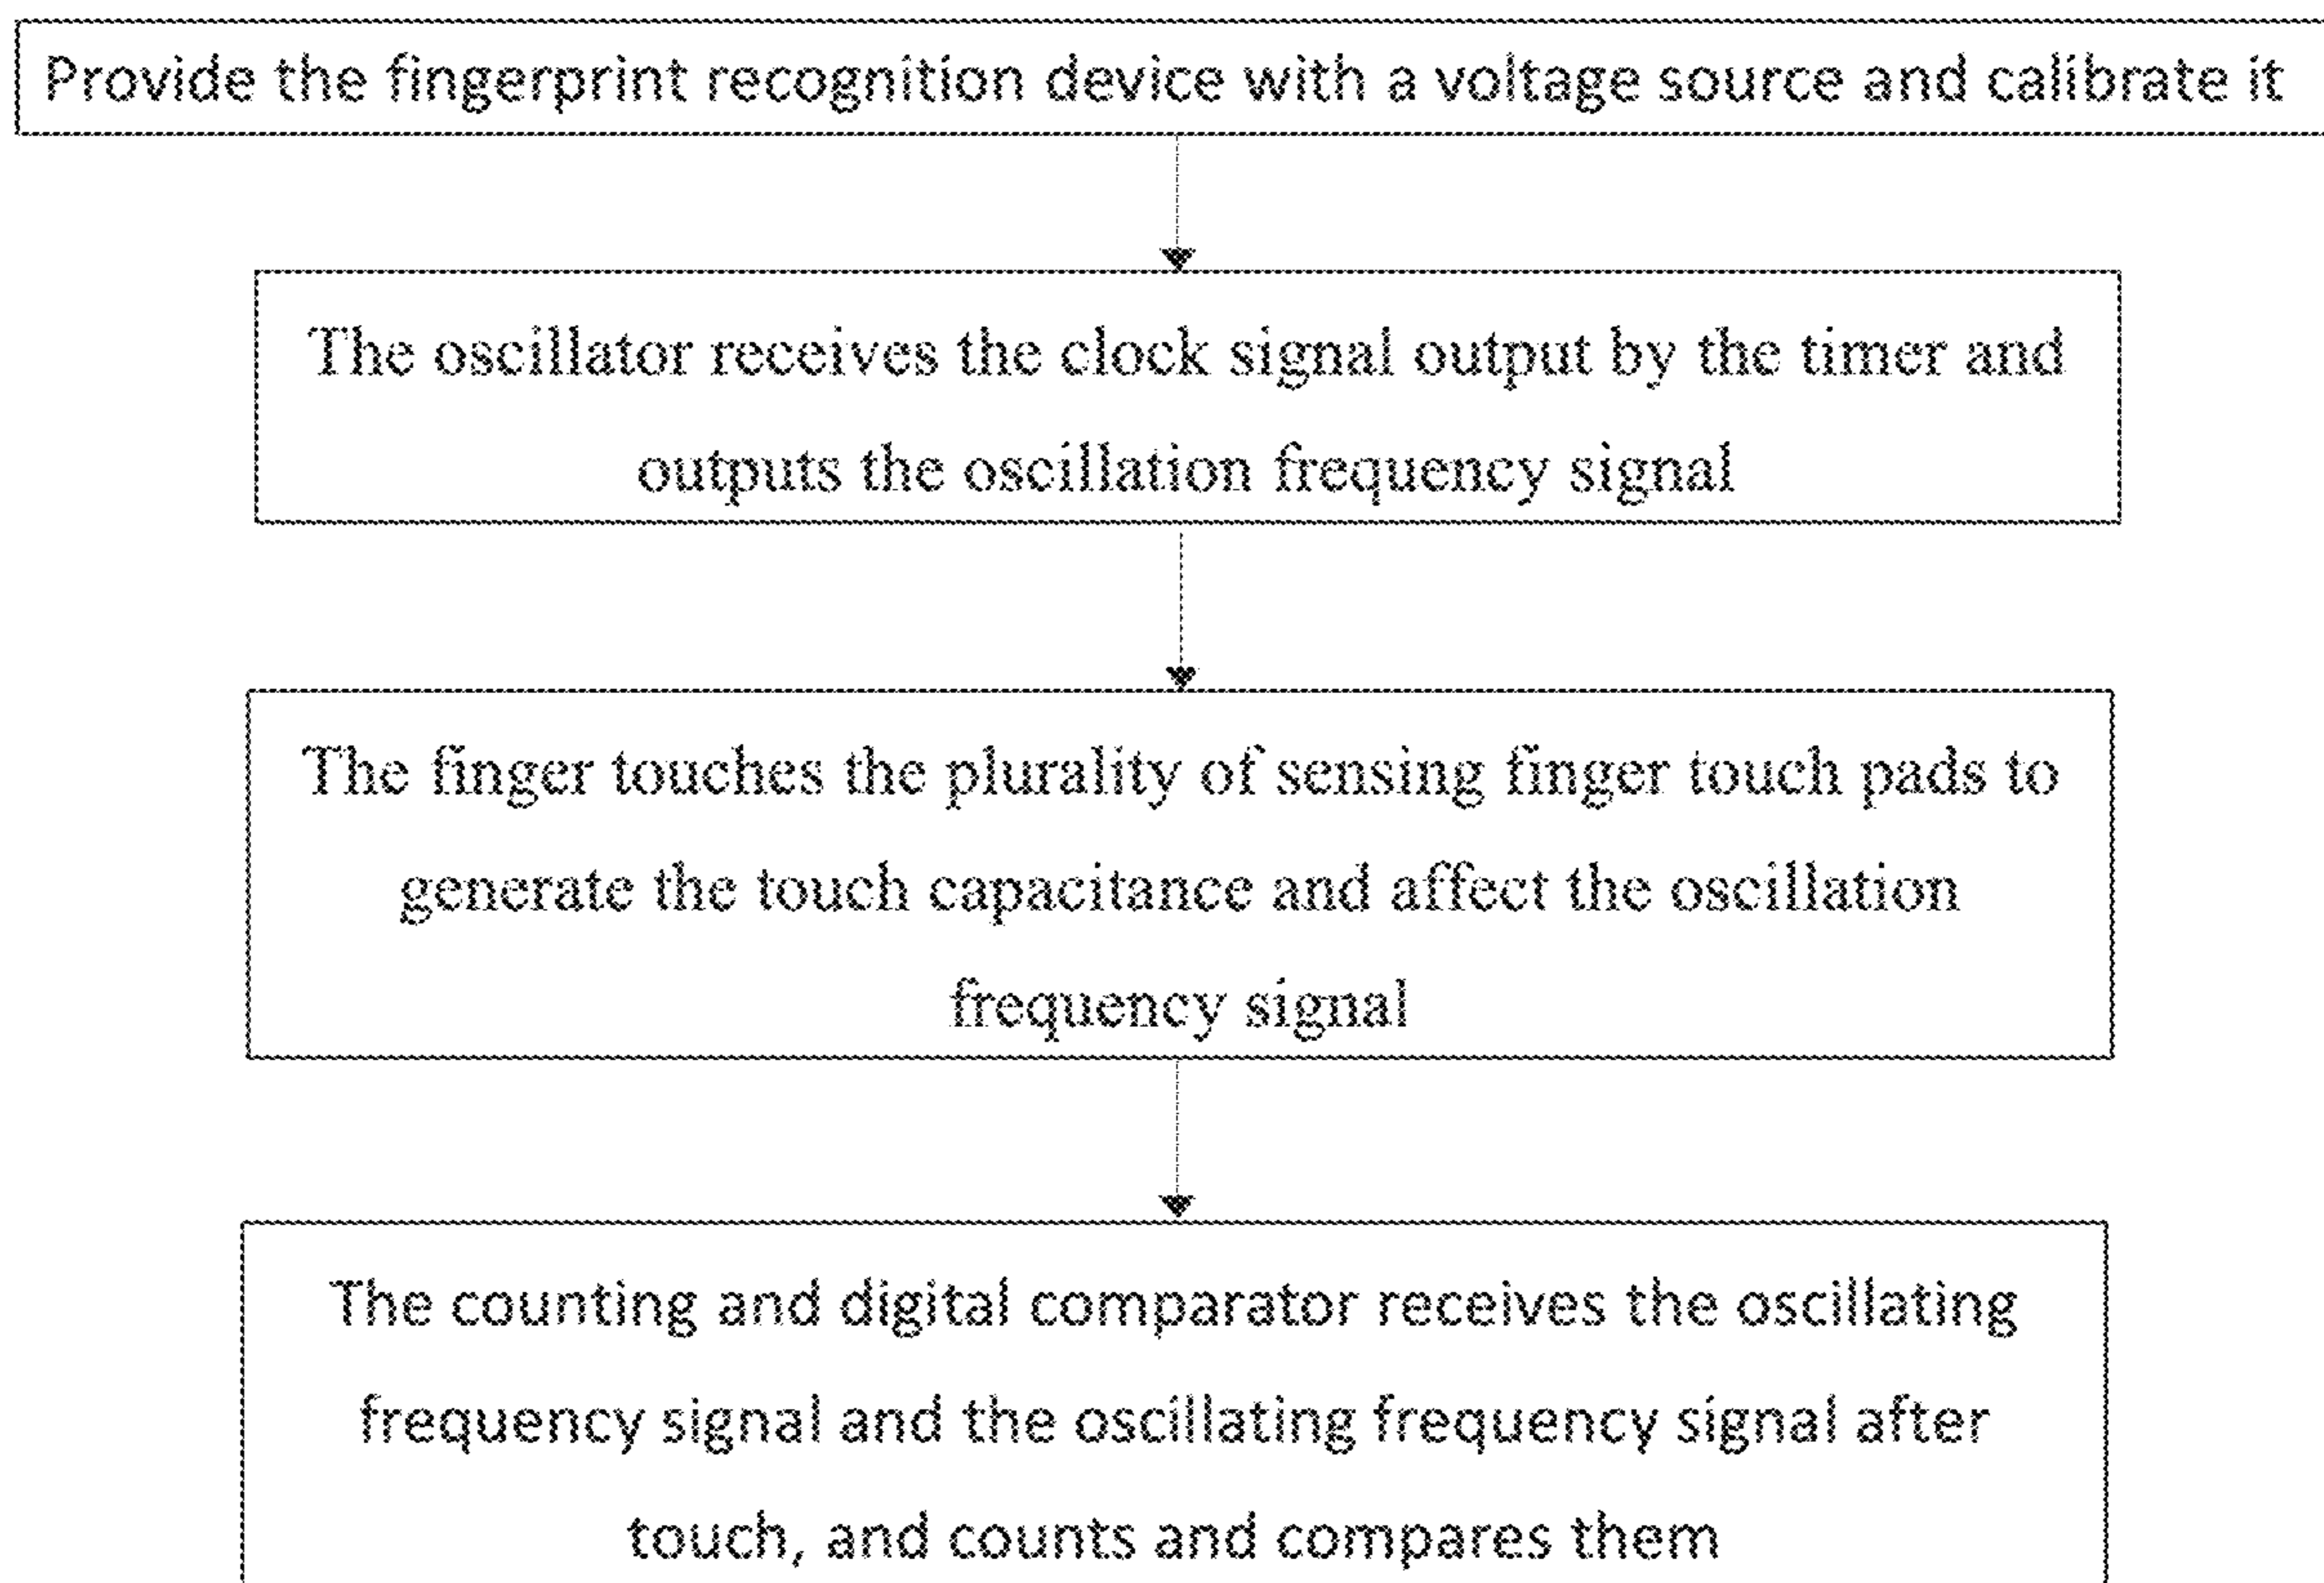 Provide the fingerprint recognition device with a voltage source and calibrate it
The oscillator receives the clock signal output by the timer and
outputs the oscillation frequency signal
The finger touches the plurality of sensing finger touch pads to
generate the touch capacitance and affect the oscillation
frequency signal
The counting and digital comparator receives the oscillating
frequency signal and the oscillating frequency signal after
touch, and counts and compares them